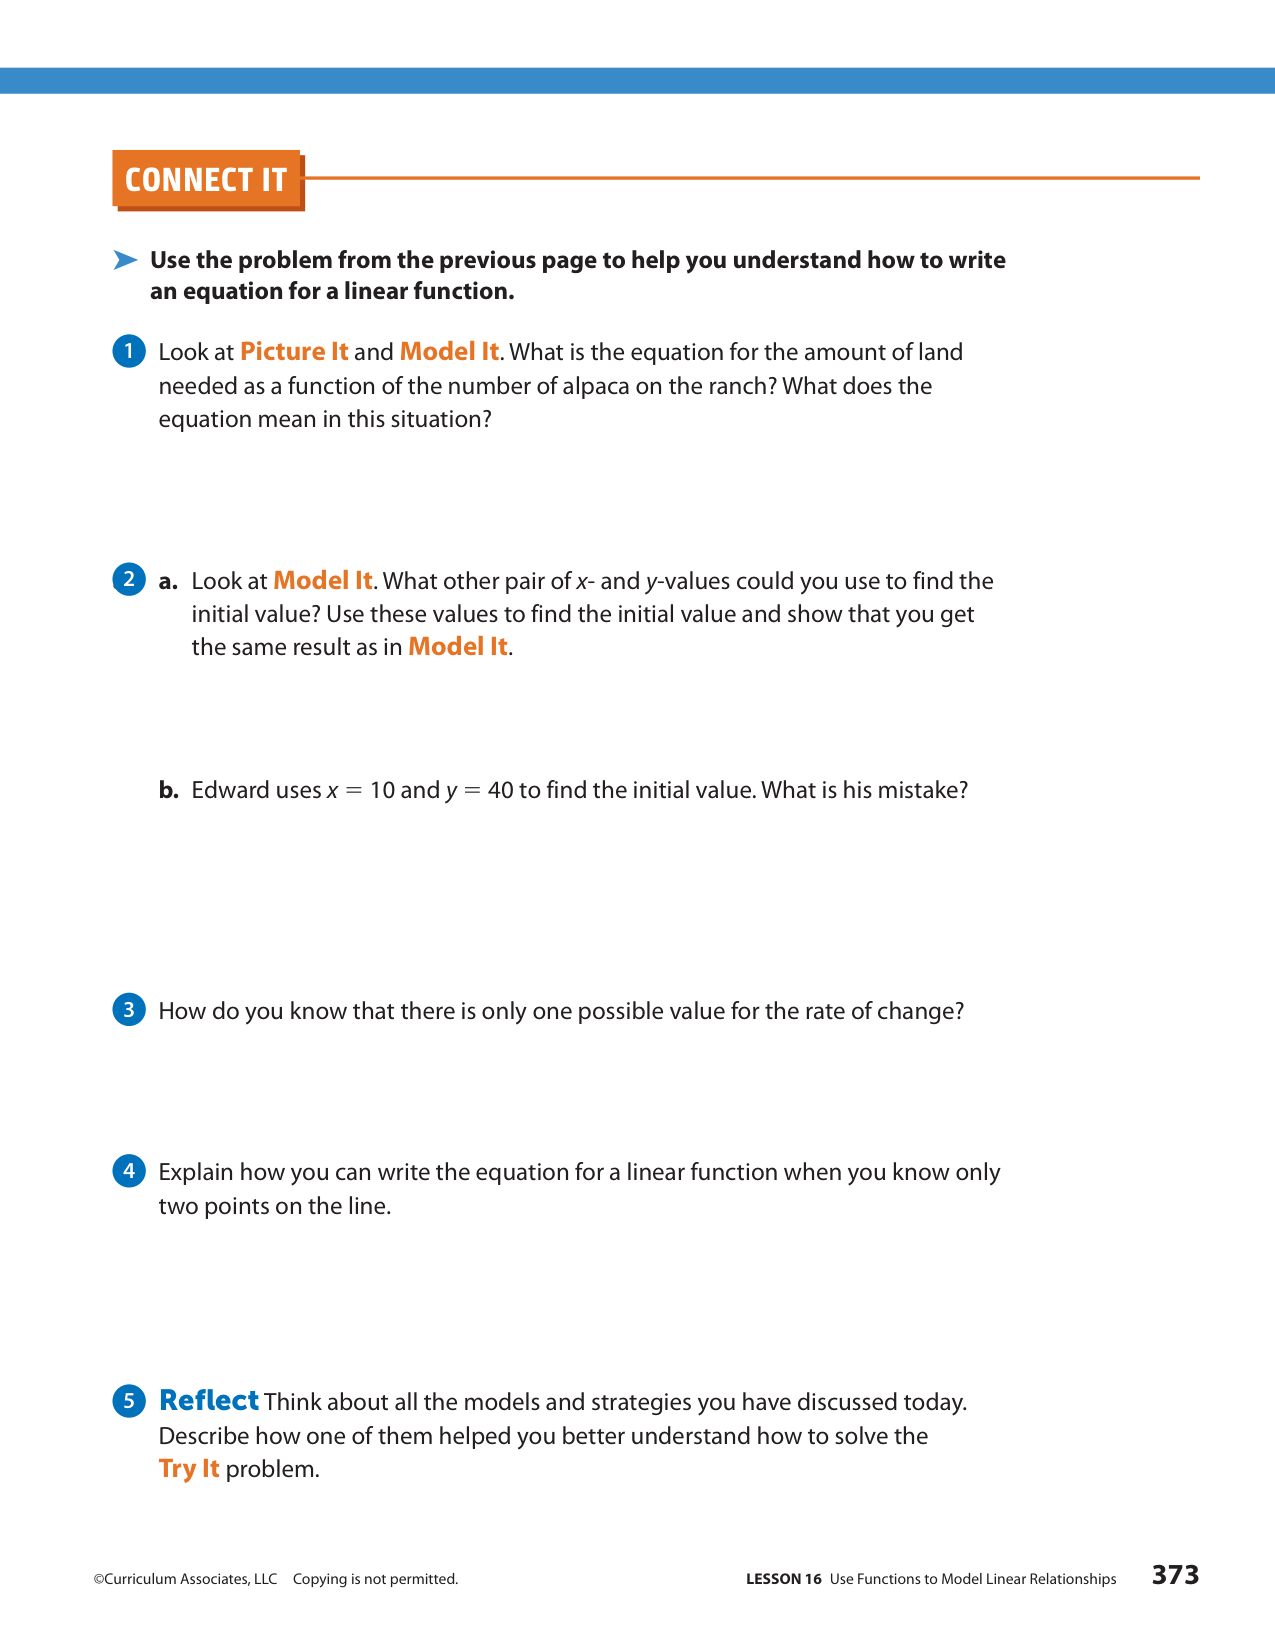 CONNECT IT
Use the problem from the previous page to help you understand how to write
an equation for a linear function.
1 Look at Picture It and Model It. What is the equation for the amount of land
needed as a function of the number of alpaca on the ranch? What does the
equation mean in this situation?
2 a. Look at Model It. What other pair of x- and y-values could you use to find the
initial value? Use these values to find the initial value and show that you get
the same result as in Model It.
b. Edward uses x = 10 and y = 40 to find the initial value. What is his mistake?
3 How do you know that there is only one possible value for the rate of change?
4 Explain how you can write the equation for a linear function when you know only
two points on the line.
5 Reflect Think about all the models and strategies you have discussed today.
Describe how one of them helped you better understand how to solve the
Try It problem.
©Curriculum Associates, LLC Copying is not permitted. LESSON 16 Use Functions to Model Linear Relationships 373